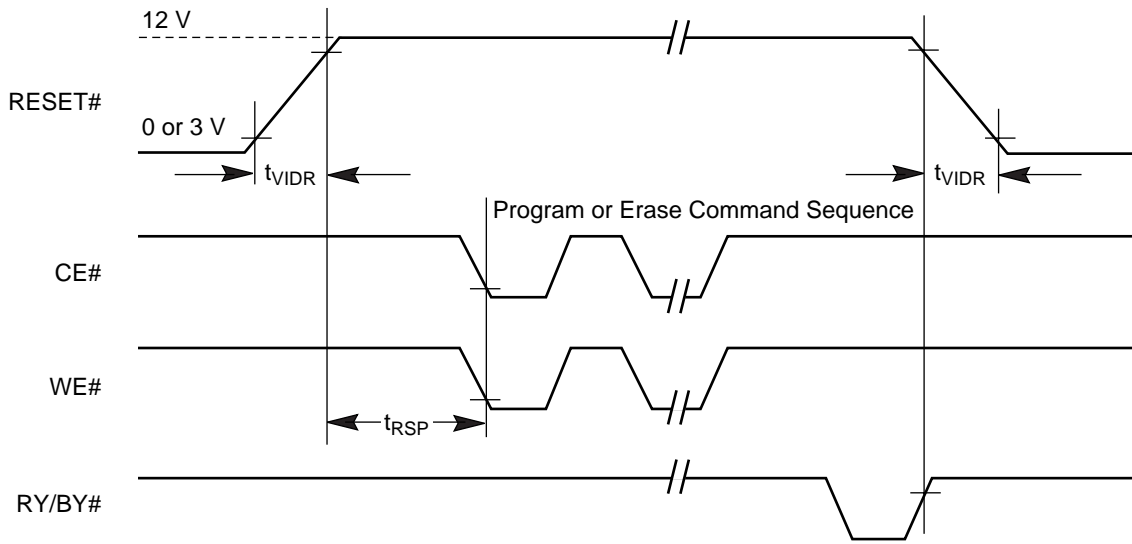 12 V
RESET#
0 or 3 V
tVIDR
tVIDR
Program or Erase Command Sequence
CE#
WE#
tRSP
RY/BY#